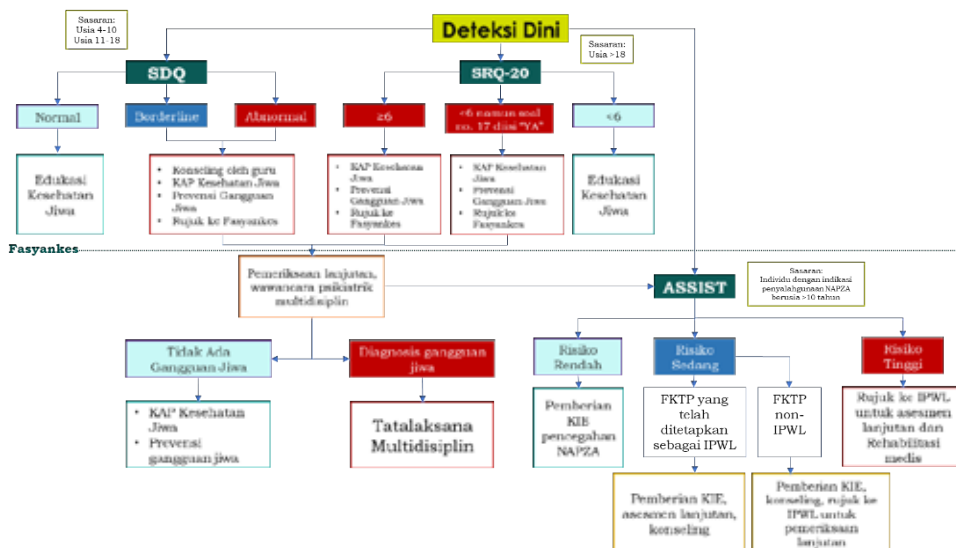 Sasaran:
Usia 4-10
Usia 11-18
Deteksi Dini
Sasaran:
Usia >18
SDQ
SRQ-20
Normal
Borderline
Abnormal
≥6
<6 namun soal
no. 17 diisi "YA"
<6
Edukasi
Kesehatan
Jiwa
• Konseling oleh guru
• KAP Kesehatan Jiwa
• Prevensi Gangguan
Jiwa
• Rujuk ke Fasyankes
• KAP Kesehatan
Jiwa
• Prevensi
Gangguan Jiwa
• Rujuk ke
Fasyankes
• KAP Kesehatan
Jiwa
• Prevensi
Gangguan Jiwa
• Rujuk ke
Fasyankes
Edukasi
Kesehatan
Jiwa
Fasyankes
Pemeriksaan lanjutan,
wawancara psikiatrik
multidisiplin
ASSIST
Sasaran:
Individu dengan indikasi
penyalahgunaan NAPZA
berusia >10 tahun
Tidak Ada
Gangguan Jiwa
Diagnosis gangguan
jiwa
Risiko
Rendah
Risiko
Sedang
Risiko
Tinggi
• KAP Kesehatan
Jiwa
• Prevensi
gangguan jiwa
Tatalaksana
Multidisiplin
Pemberian
KIE
pencegahan
NAPZA
FKTP yang
telah
ditetapkan
sebagai IPWL
FKTP
non-
IPWL
Rujuk ke IPWL
untuk asesmen
lanjutan dan
Rehabilitasi
medis
Pemberian KIE,
asesmen lanjutan,
konseling
Pemberian KIE,
konseling, rujuk ke
IPWL untuk
pemeriksaan
lanjutan